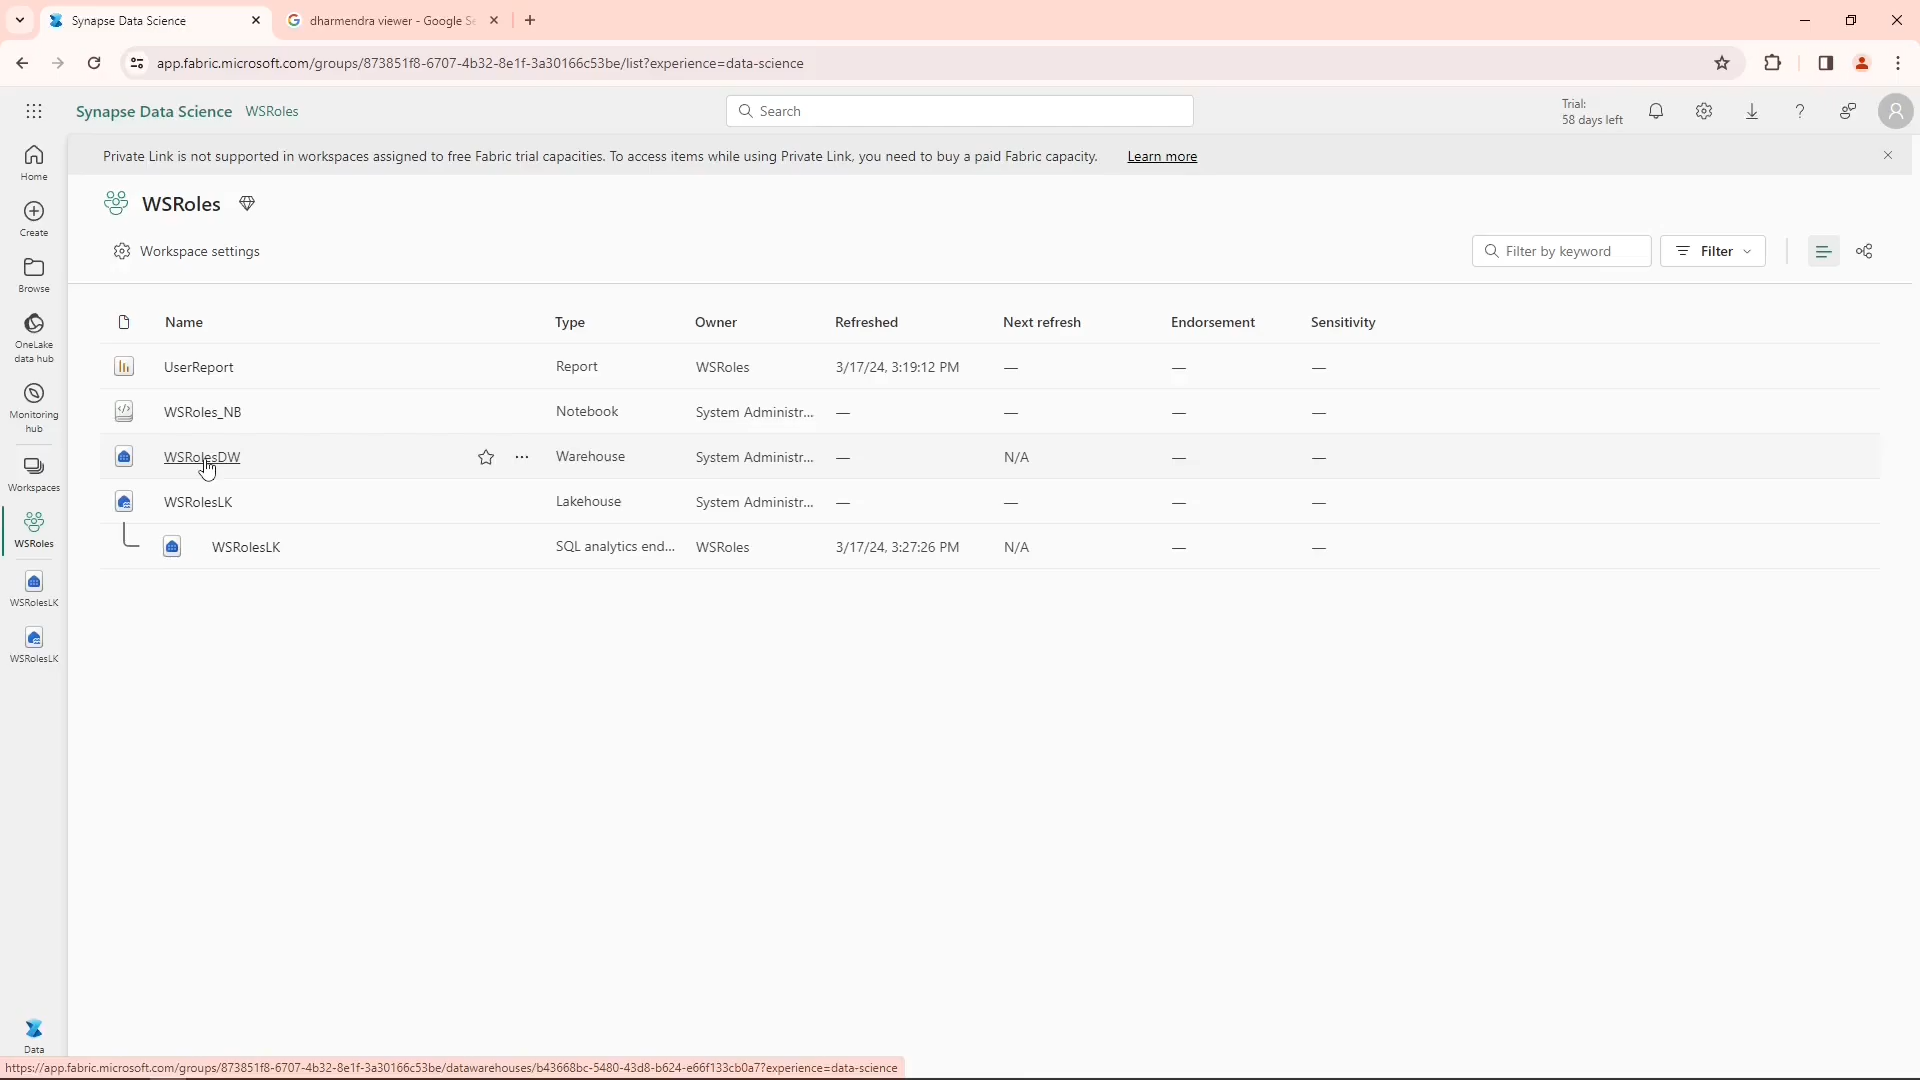 Synapse Data Science
dharmendra viewer - Google Se
app.fabric.microsoft.com/groups/873851f8-6707-4b32-8e1f-3a30166c53be/list?experience=data-science
Synapse Data Science WSRoles
Search
Trial:
58 days left
Private Link is not supported in workspaces assigned to free Fabric trial capacities. To access items while using Private Link, you need to buy a paid Fabric capacity. Learn more
Home
Create
Browse
OneLake
data hub
Monitoring
hub
Workspaces
WSRoles
WSRolesLK
WSRolesLK
Data
WSRoles
Workspace settings
Filter by keyword
Filter
Name Type Owner Refreshed Next refresh Endorsement Sensitivity
UserReport Report WSRoles 3/17/24, 3:19:12 PM — — —
WSRoles_NB Notebook System Administr... — — — —
WSRolesDW Warehouse System Administr... — N/A — —
WSRolesLK Lakehouse System Administr... — — — —
WSRolesLK SQL analytics end... WSRoles 3/17/24, 3:27:26 PM N/A — —
https://app.fabric.microsoft.com/groups/873851f8-6707-4b32-8e1f-3a30166c53be/datawarehouses/b43668bc-5480-43d8-b624-e66f133cb0a7?experience=data-science